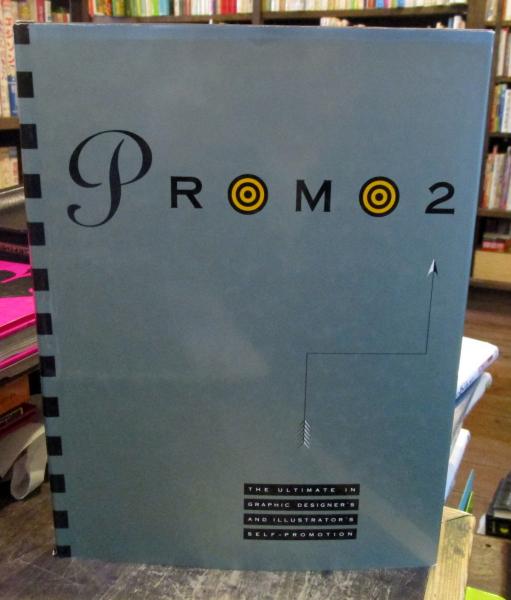 PROMO 2
THE ULTIMATE IN
GRAPHIC DESIGNER'S
AND ILLUSTRATOR'S
SELF-PROMOTION